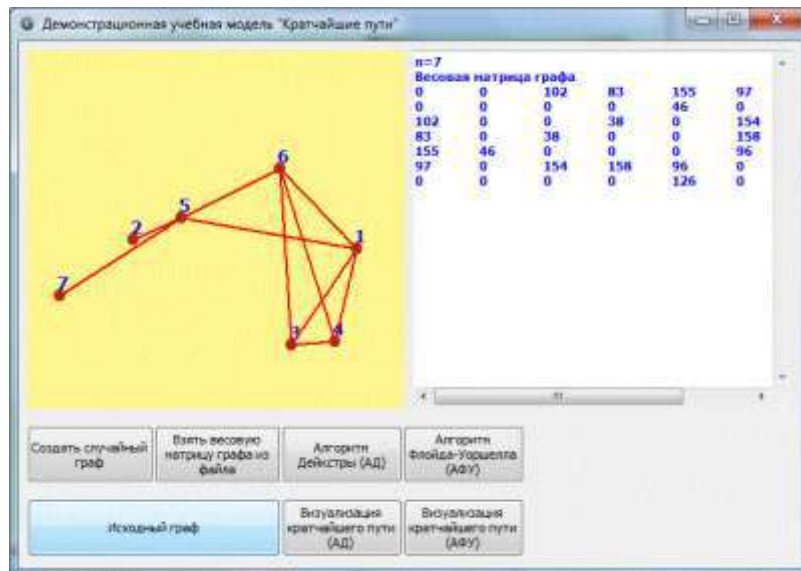 Демонстрационная учебная модель "Кратчайшие пути"
n=7
Весовая матрица графа
0 0 102 83 155 97
0 0 0 0 46 0
102 0 0 38 0 154
83 0 38 0 0 158
155 46 0 0 0 96
97 0 154 158 96 0
0 0 0 0 126 0
6
5
2
1
7
3
4
Создать случайный
граф
Взять весовую
матрицу графа из
файла
Алгоритм
Дейкстры (АД)
Алгоритм
Флойда-Уоршелла
(АФУ)
Исходный граф
Визуализация
кратчайшего пути
(АД)
Визуализация
кратчайшего пути
(АФУ)